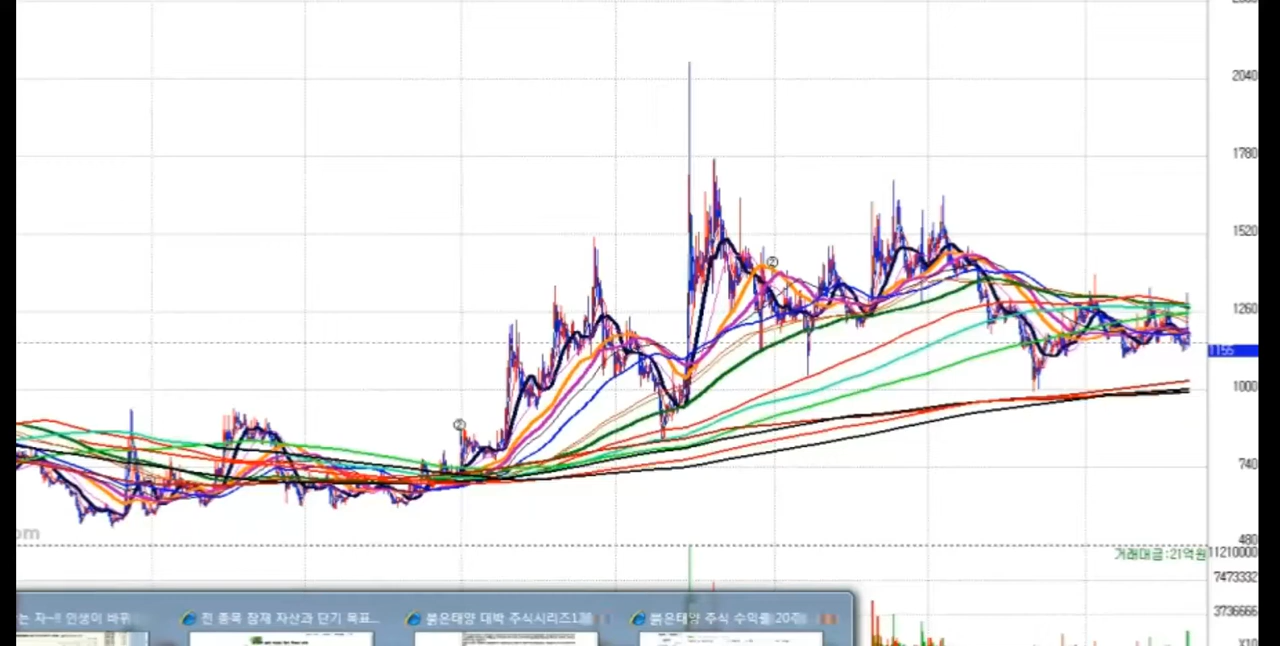 2040
1780
1520
②
1260
1155
1000
②
740
om
480
거래대금:21억원
11210000
7473332
3736666
X10
는 자~!! 인생이 바뀌
전 종목 잠재 자산과 단기 목표...
붉은태양 대박 주식시리즈1
붉은태양 주식 수익률